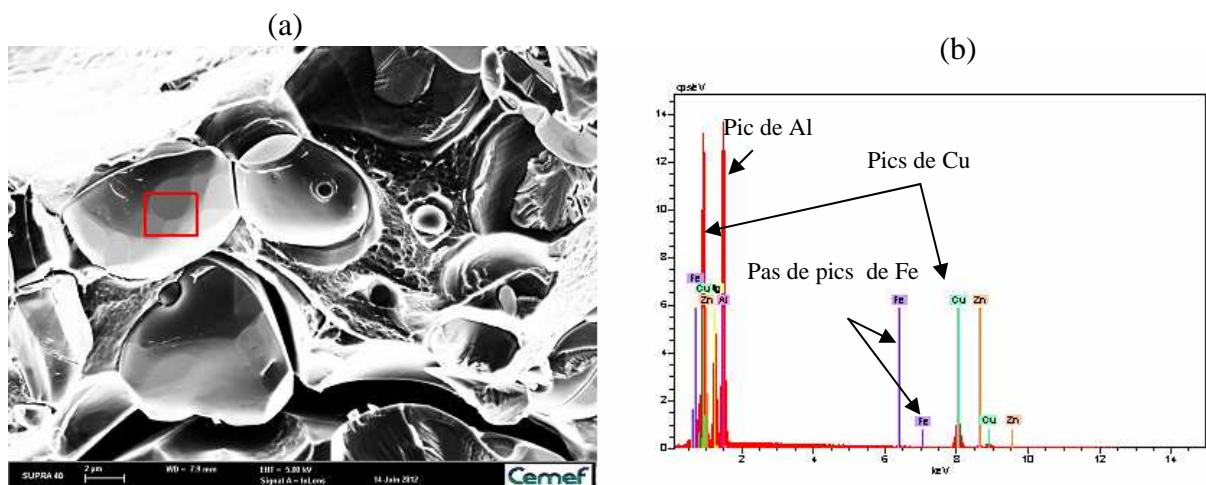 (a)
(b)
cps/eV
14
12
10
8
6
4
2
0
Pic de Al
Pics de Cu
Pas de pics de Fe
Fe
Cu
Zn
Al
Fe
Cu
Zn
Fe
Cu
Zn
2
4
6
8
10
12
14
keV
SUPRA 40
2 µm
WD = 7.9 mm
EHT = 5.00 kV
Signal A = InLens
14 Juin 2012
Cemef